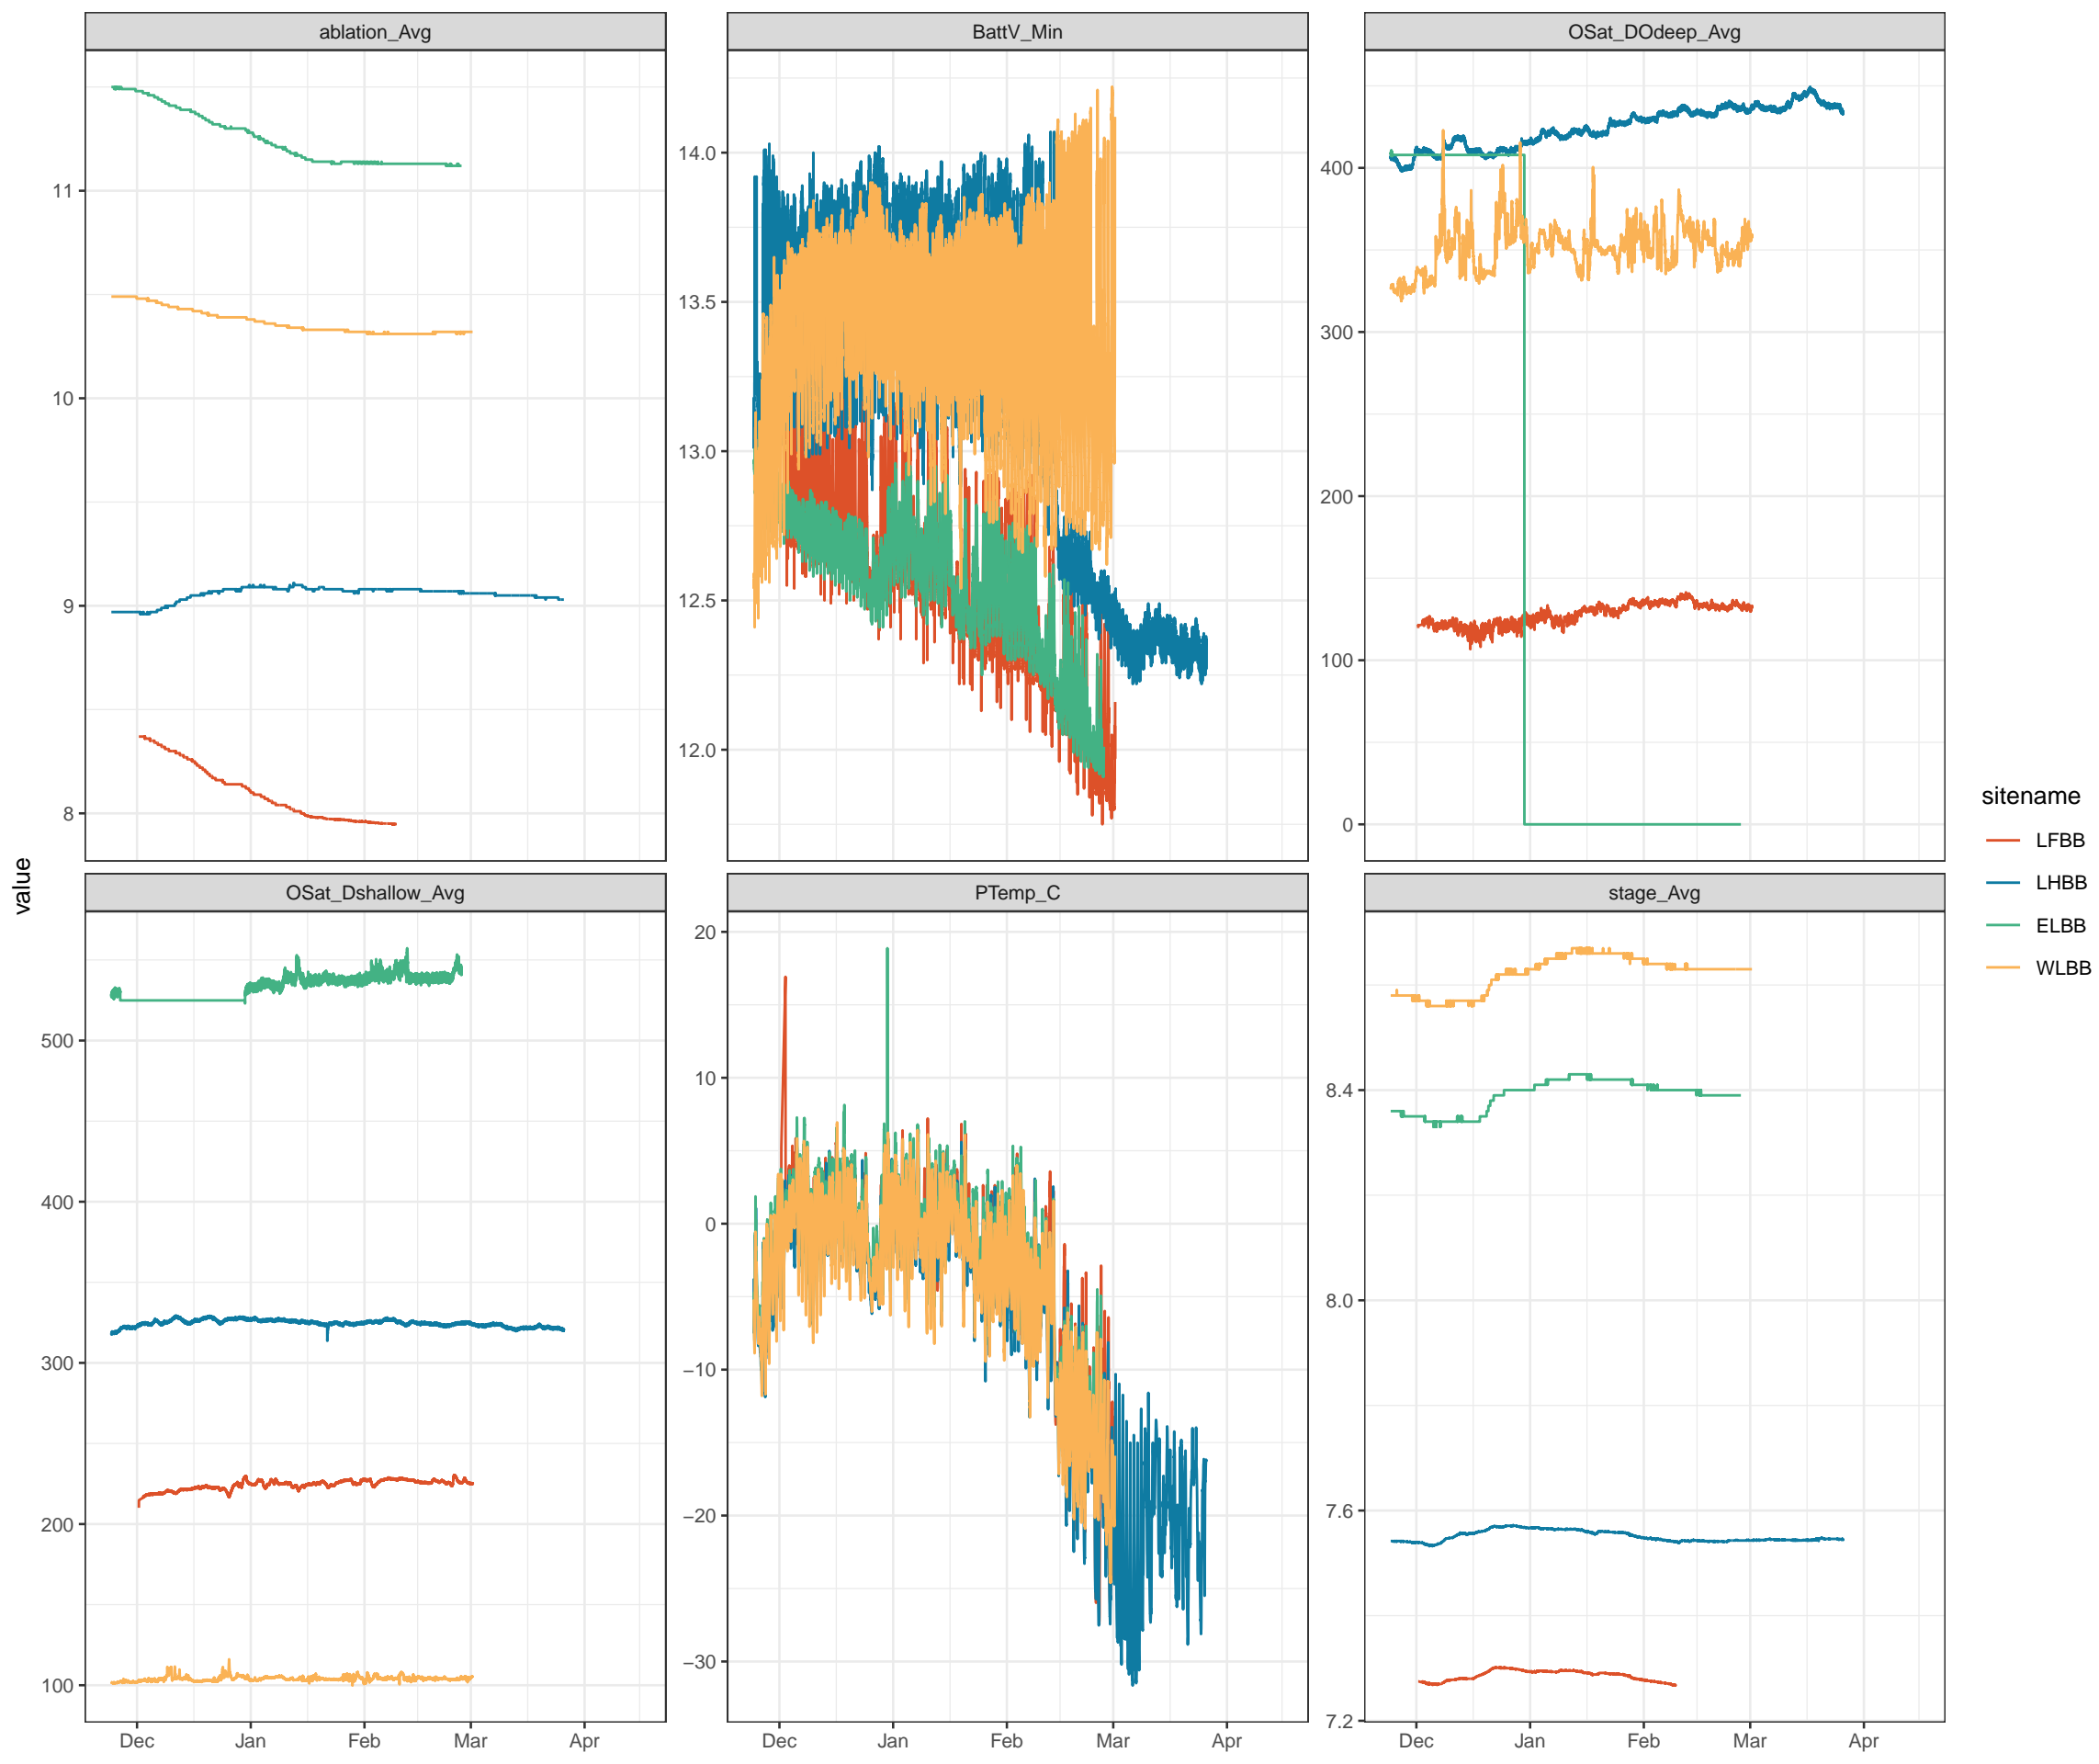 ablation_Avg
BattV_Min
OSat_DOdeep_Avg
11
10
9
8
14.0
13.5
13.0
12.5
12.0
400
300
200
100
0
value
sitename
LFBB
LHBB
ELBB
WLBB
OSat_Dshallow_Avg
PTemp_C
stage_Avg
500
400
300
200
100
20
10
0
−10
−20
−30
8.4
8.0
7.6
7.2
Dec Jan Feb Mar Apr
Dec Jan Feb Mar Apr
Dec Jan Feb Mar Apr